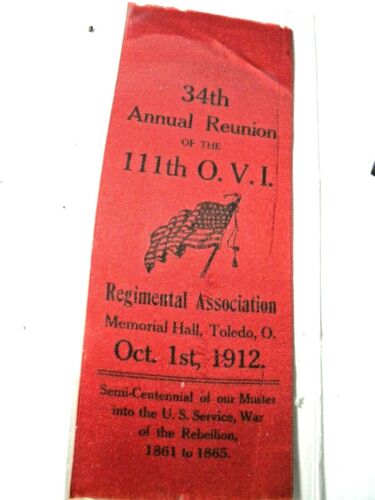 34th
Annual Reunion
OF THE
111th O. V. I.
Regimental Association
Memorial Hall, Toledo, O.
Oct. 1st, 1912.
Semi-Centennial of our Muster
into the U. S. Service, War
of the Rebellion,
1861 to 1865.